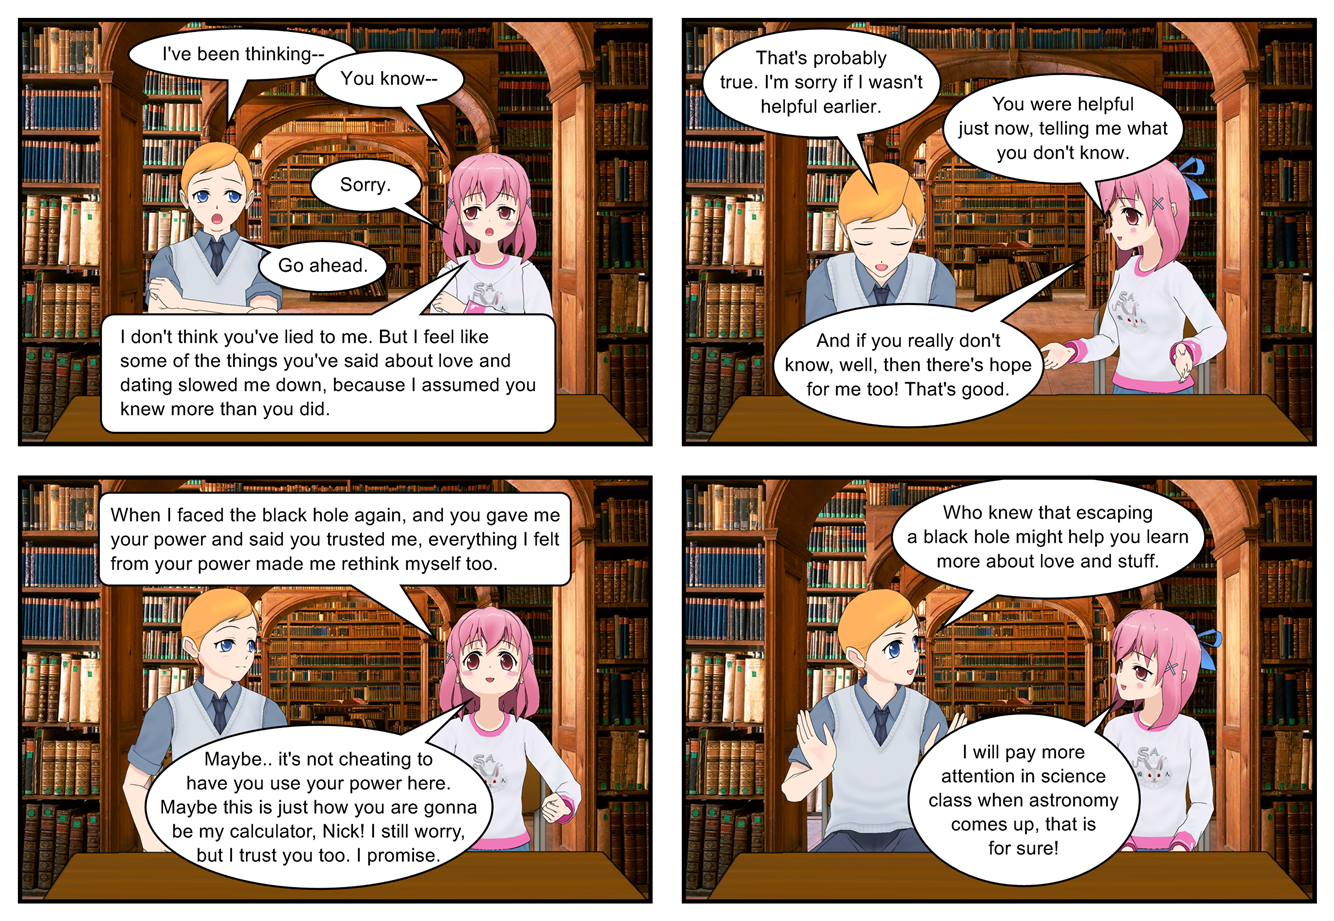 I've been thinking--
You know--
Sorry.
Go ahead.
I don't think you've lied to me. But I feel like
some of the things you've said about love and
dating slowed me down, because I assumed you
knew more than you did.
That's probably
true. I'm sorry if I wasn't
helpful earlier.
You were helpful
just now, telling me what
you don't know.
And if you really don't
know, well, then there's hope
for me too! That's good.
When I faced the black hole again, and you gave me
your power and said you trusted me, everything I felt
from your power made me rethink myself too.
Maybe.. it's not cheating to
have you use your power here.
Maybe this is just how you are gonna
be my calculator, Nick! I still worry,
but I trust you too. I promise.
Who knew that escaping
a black hole might help you learn
more about love and stuff.
I will pay more
attention in science
class when astronomy
comes up, that is
for sure!